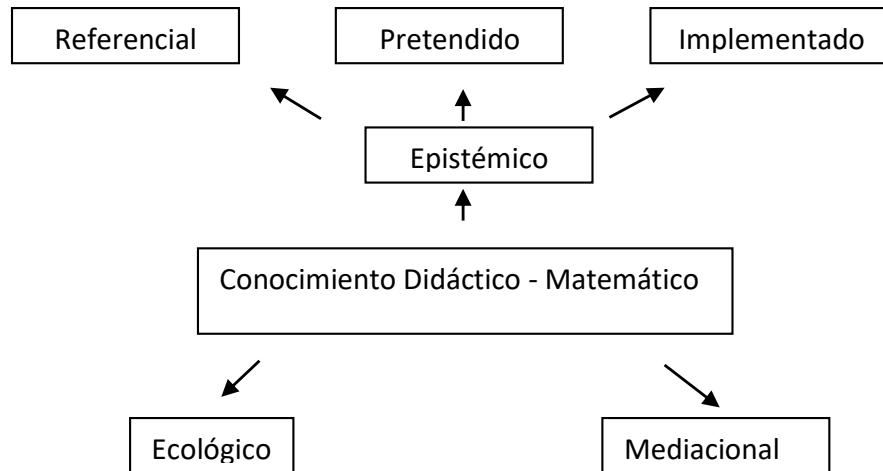 Referencial
Pretendido
Implementado
Epistémico
Conocimiento Didáctico - Matemático
Ecológico
Mediacional